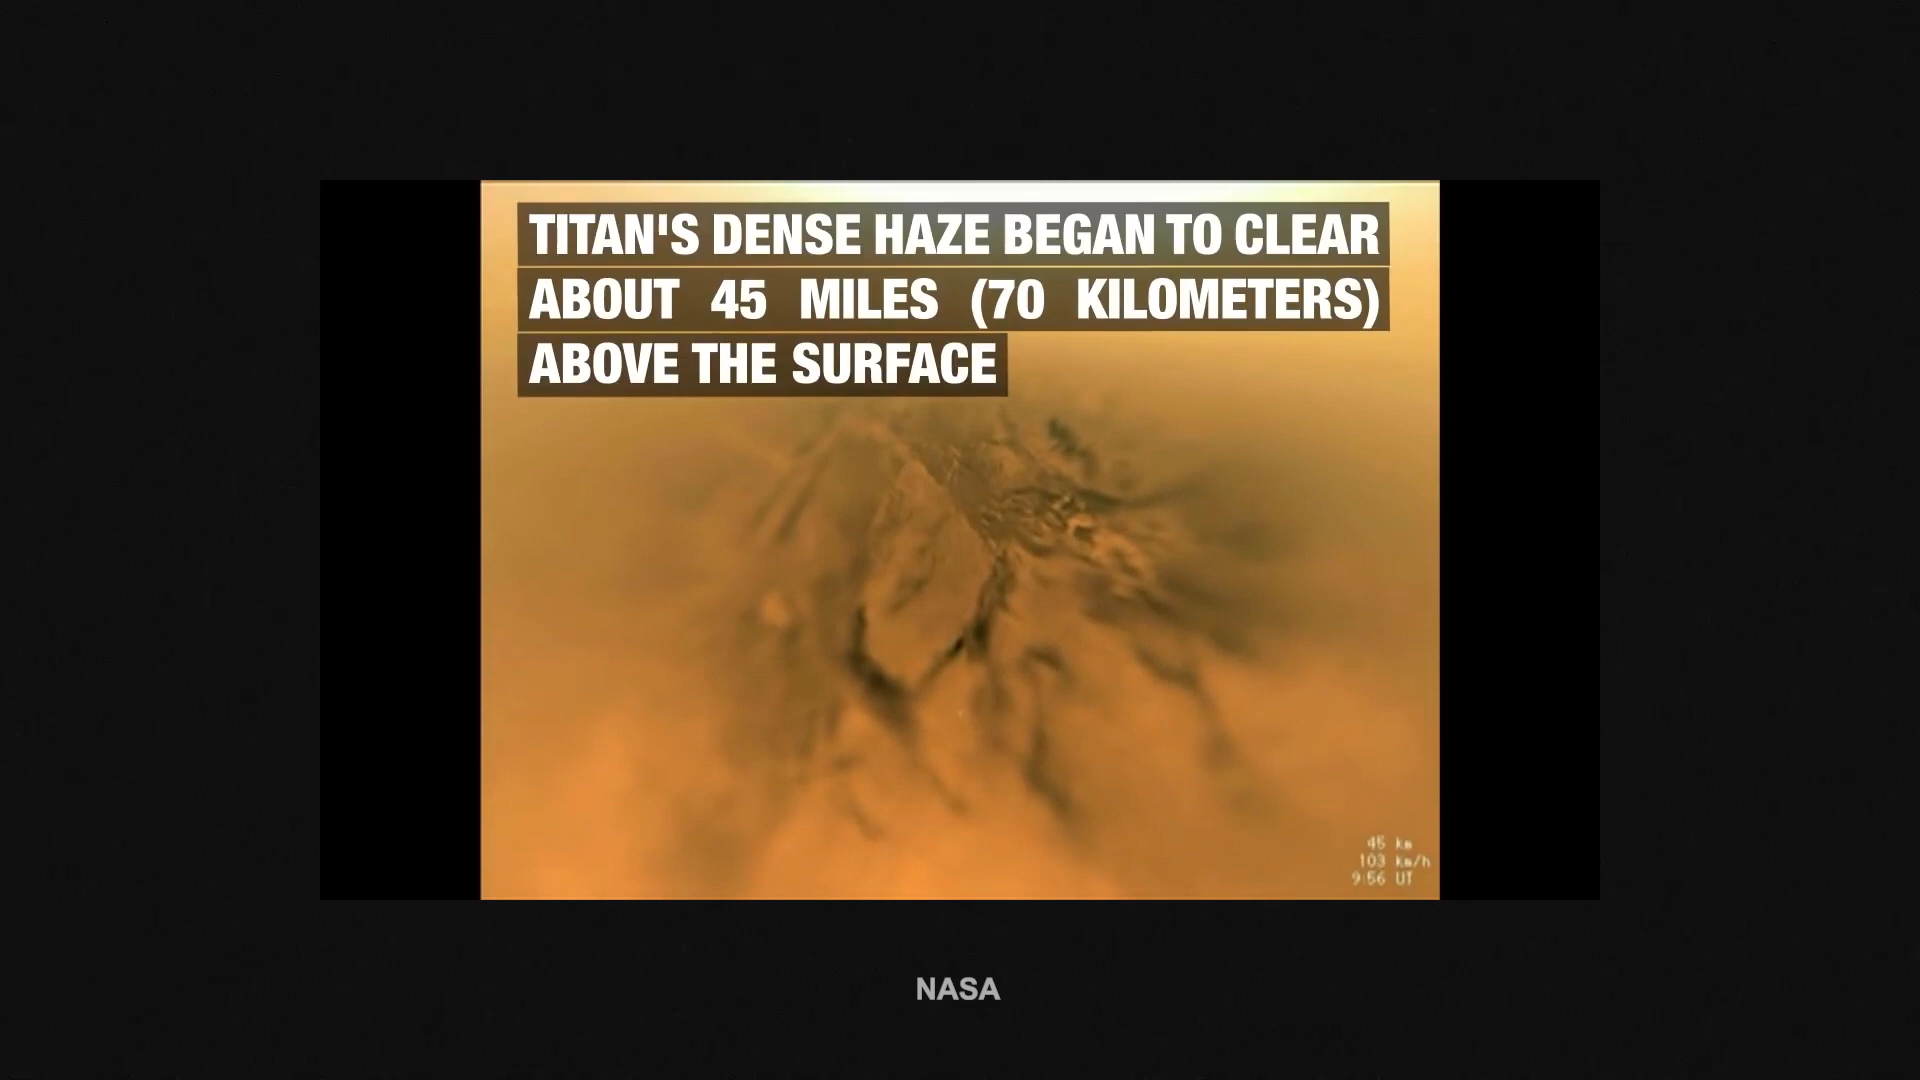 TITAN'S DENSE HAZE BEGAN TO CLEAR
ABOUT 45 MILES (70 KILOMETERS)
ABOVE THE SURFACE
45 km
103 km/h
9:56 UT
NASA